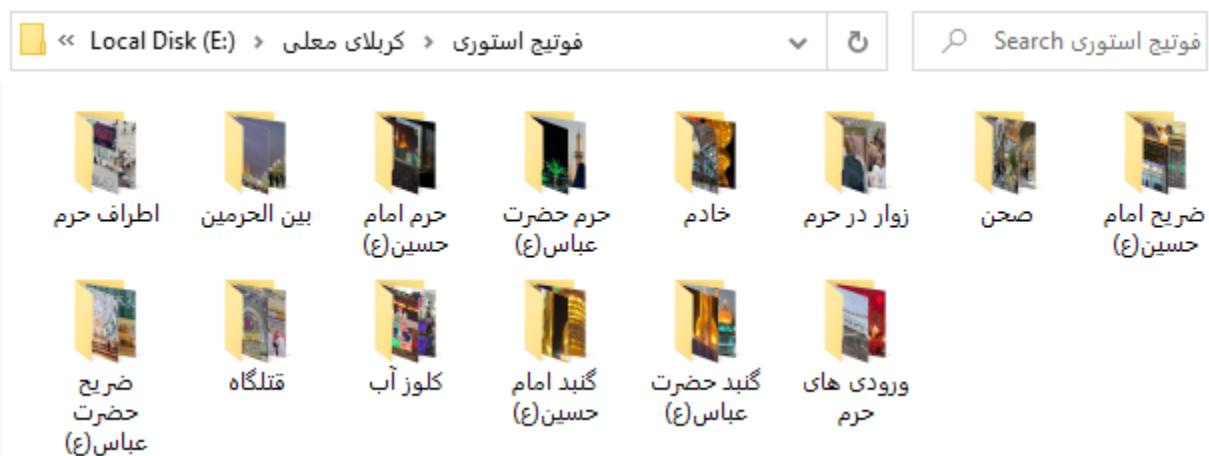 « Local Disk (E:) › کربلای معلی › فوتیج استوری
Search فوتیج استوری
اطراف حرم
بین الحرمین
حرم امام
حسین(ع)
حرم حضرت
عباس(ع)
خادم
زوار در حرم
صحن
ضریح امام
حسین(ع)
ضریح
حضرت
عباس(ع)
قتلگاه
کلوز آب
گنبد امام
حسین(ع)
گنبد حضرت
عباس(ع)
ورودی های
حرم